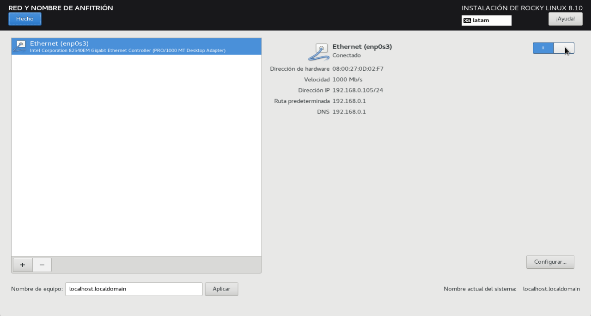 RED Y NOMBRE DE ANFITRIÓN
INSTALACIÓN DE ROCKY LINUX 8.10
Hecho
latam
¡Ayuda!
Ethernet (enp0s3)
Intel Corporation 82540EM Gigabit Ethernet Controller (PRO/1000 MT Desktop Adapter)
Ethernet (enp0s3)
Conectado
Dirección de hardware 08:00:27:0D:02:F7
Velocidad 1000 Mb/s
Dirección IP 192.168.0.105/24
Ruta predeterminada 192.168.0.1
DNS 192.168.0.1
+ −
Configurar...
Nombre de equipo: localhost.localdomain Aplicar
Nombre actual del sistema: localhost.localdomain